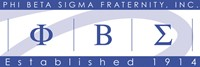 PHI BETA SIGMA FRATERNITY, INC.
Φ Β Σ
Established 1914